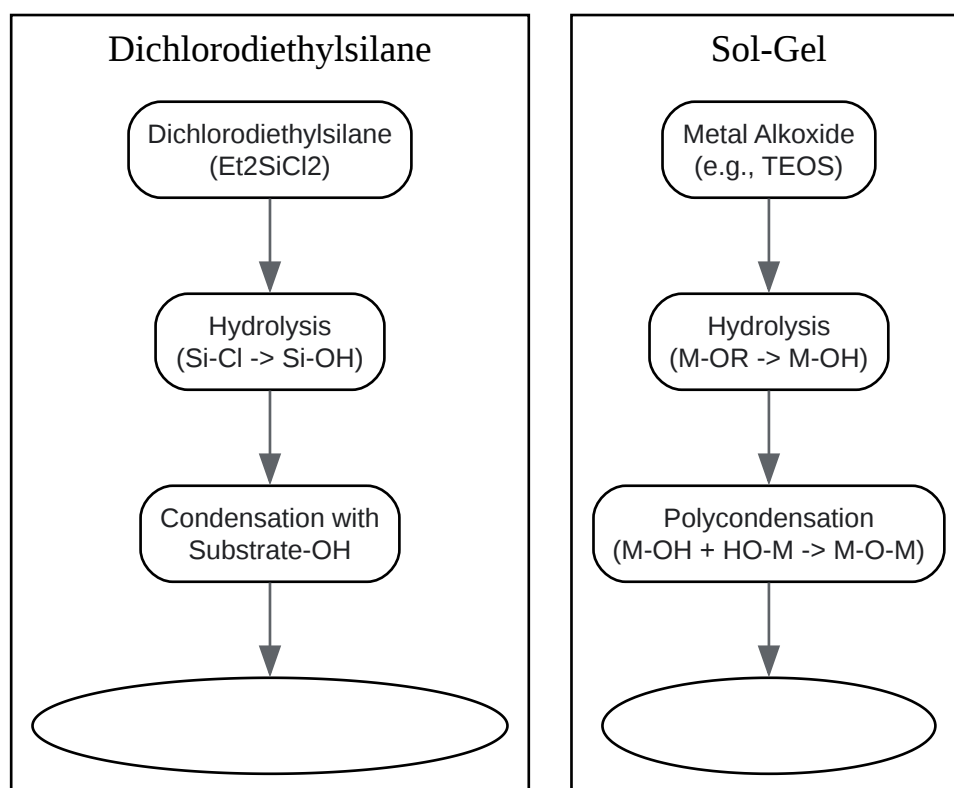 Dichlorodiethylsilane
Dichlorodiethylsilane
(Et2SiCl2)
Hydrolysis
(Si-Cl -> Si-OH)
Condensation with
Substrate-OH
Sol-Gel
Metal Alkoxide
(e.g., TEOS)
Hydrolysis
(M-OR -> M-OH)
Polycondensation
(M-OH + HO-M -> M-O-M)